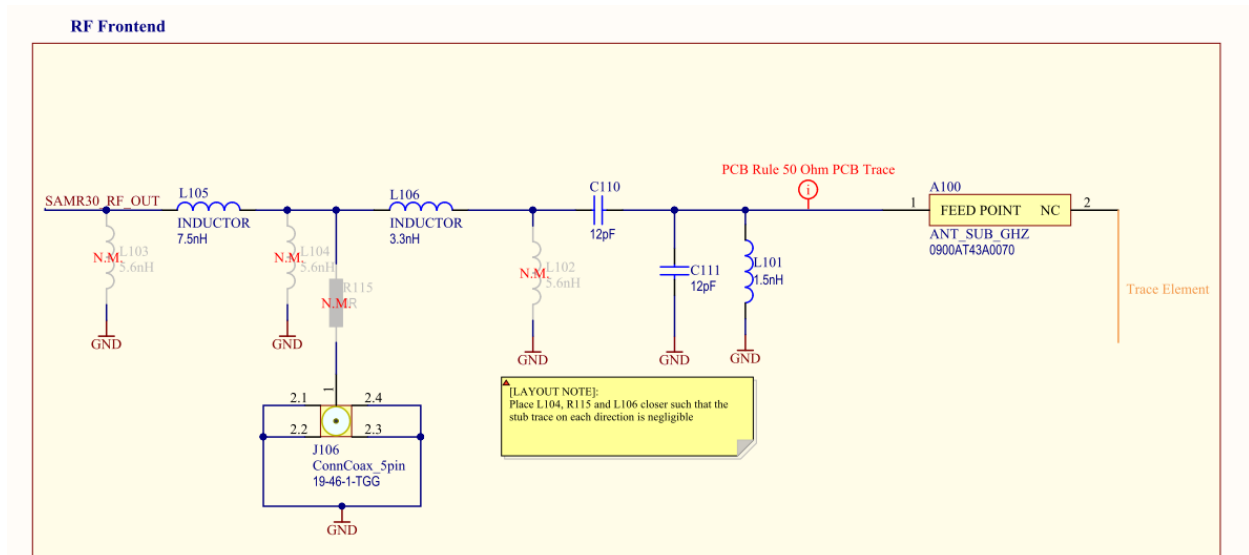 RF Frontend
PCB Rule 50 Ohm PCB Trace
SAMR30_RF_OUT
L105
INDUCTOR
7.5nH
L106
INDUCTOR
3.3nH
C110
12pF
A100
1
FEED POINT
NC
2
ANT_SUB_GHZ
0900AT43A0070
N.M.
L103
5.6nH
N.M.
L104
5.6nH
N.M.
R115
N.M.
L102
5.6nH
C111
12pF
L101
1.5nH
Trace Element
GND
GND
GND
GND
GND
[LAYOUT NOTE]:
Place L104, R115 and L106 closer such that the
stub trace on each direction is negligible
1
2.1
2.4
2.2
2.3
J106
ConnCoax_5pin
19-46-1-TGG
GND